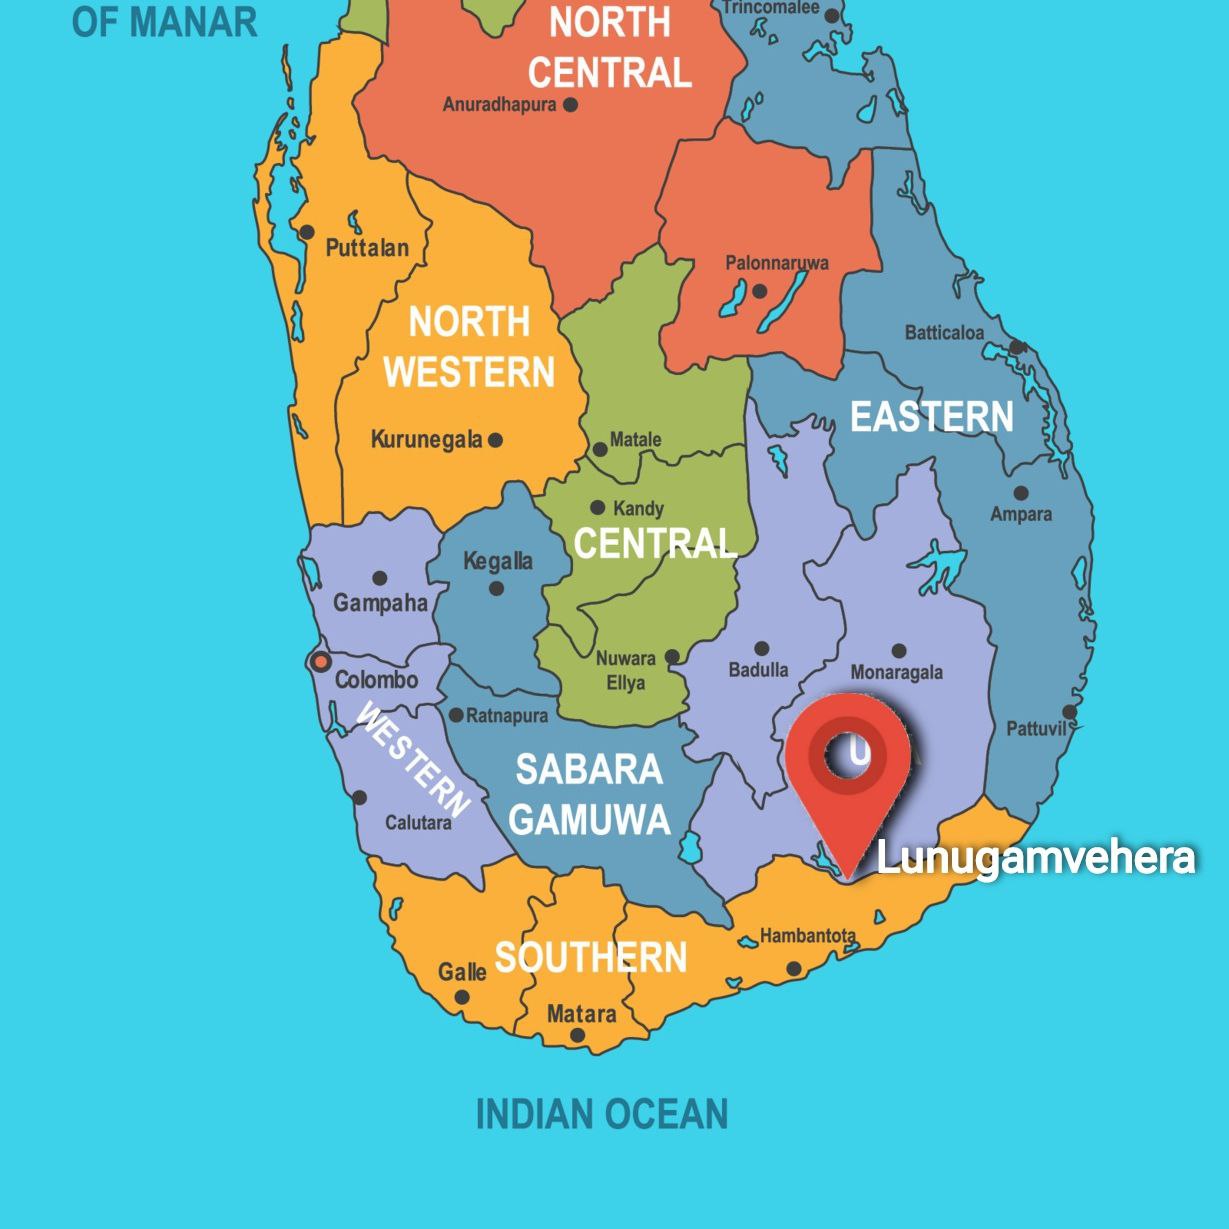 OF MANAR
Trincomalee
NORTH
CENTRAL
Anuradhapura
Puttalan
Palonnaruwa
NORTH
WESTERN
Batticaloa
EASTERN
Kurunegala
Matale
Kandy
Ampara
CENTRAL
Kegalla
Gampaha
Nuwara
Ellya
Badulla
Monaragala
Colombo
Ratnapura
Pattuvil
WESTERN
SABARA
GAMUWA
Calutara
Lunugamvehera
Hambantota
SOUTHERN
Galle
Matara
INDIAN OCEAN